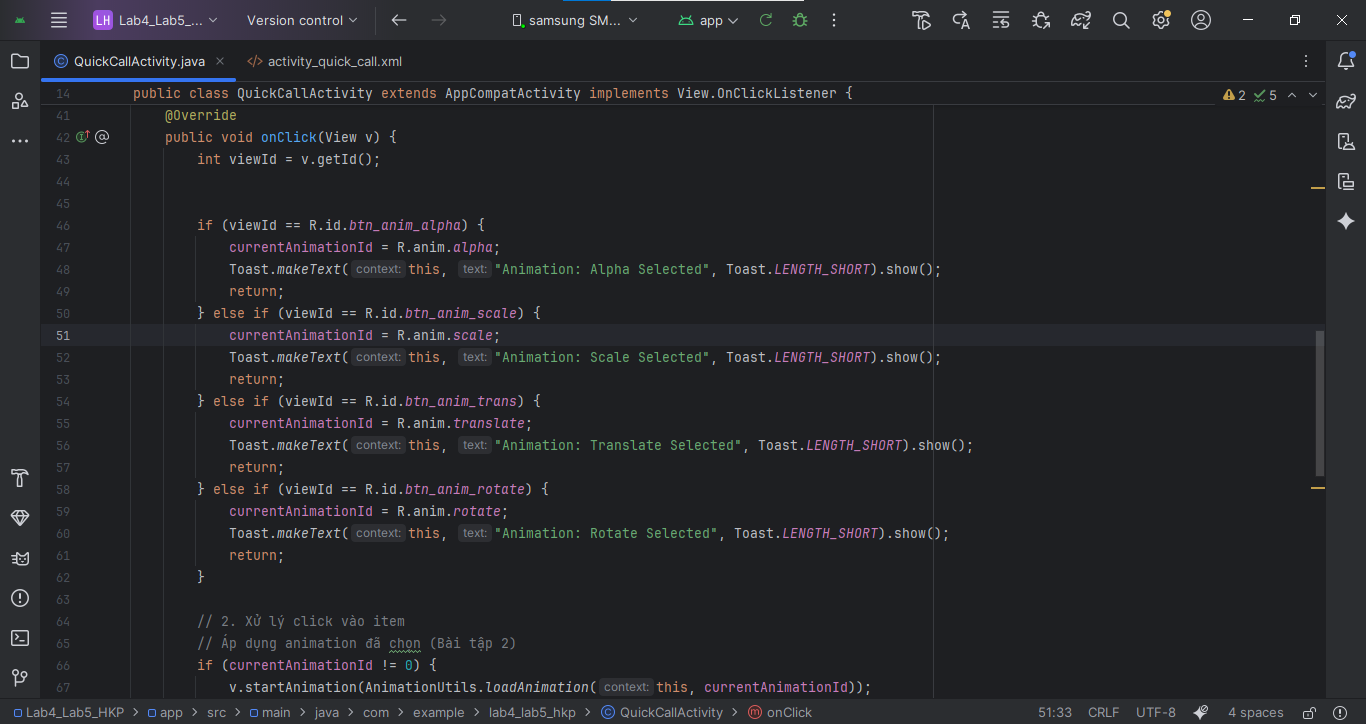 LH Lab4_Lab5_... Version control samsung SM... app
QuickCallActivity.java activity_quick_call.xml
14 public class QuickCallActivity extends AppCompatActivity implements View.OnClickListener { 2 5
41 @Override
42 public void onClick(View v) {
43 int viewId = v.getId();
44
45
46 if (viewId == R.id.btn_anim_alpha) {
47 currentAnimationId = R.anim.alpha;
48 Toast.makeText( context: this, text: "Animation: Alpha Selected", Toast.LENGTH_SHORT).show();
49 return;
50 } else if (viewId == R.id.btn_anim_scale) {
51 currentAnimationId = R.anim.scale;
52 Toast.makeText( context: this, text: "Animation: Scale Selected", Toast.LENGTH_SHORT).show();
53 return;
54 } else if (viewId == R.id.btn_anim_trans) {
55 currentAnimationId = R.anim.translate;
56 Toast.makeText( context: this, text: "Animation: Translate Selected", Toast.LENGTH_SHORT).show();
57 return;
58 } else if (viewId == R.id.btn_anim_rotate) {
59 currentAnimationId = R.anim.rotate;
60 Toast.makeText( context: this, text: "Animation: Rotate Selected", Toast.LENGTH_SHORT).show();
61 return;
62 }
63
64 // 2. Xử lý click vào item
65 // Áp dụng animation đã chọn (Bài tập 2)
66 if (currentAnimationId != 0) {
67 v.startAnimation(AnimationUtils.loadAnimation( context: this, currentAnimationId));
Lab4_Lab5_HKP > app > src > main > java > com > example > lab4_lab5_hkp > QuickCallActivity > onClick 51:33 CRLF UTF-8 4 spaces